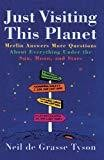 Just Visiting
This Planet
Merlin Answers More Questions
About Everything Under the
Sun, Moon, and Stars
Neil de Grasse Tyson